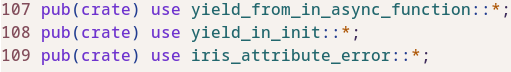 107 pub(crate) use yield_from_in_async_function::*;
108 pub(crate) use yield_in_init::*;
109 pub(crate) use iris_attribute_error::*;